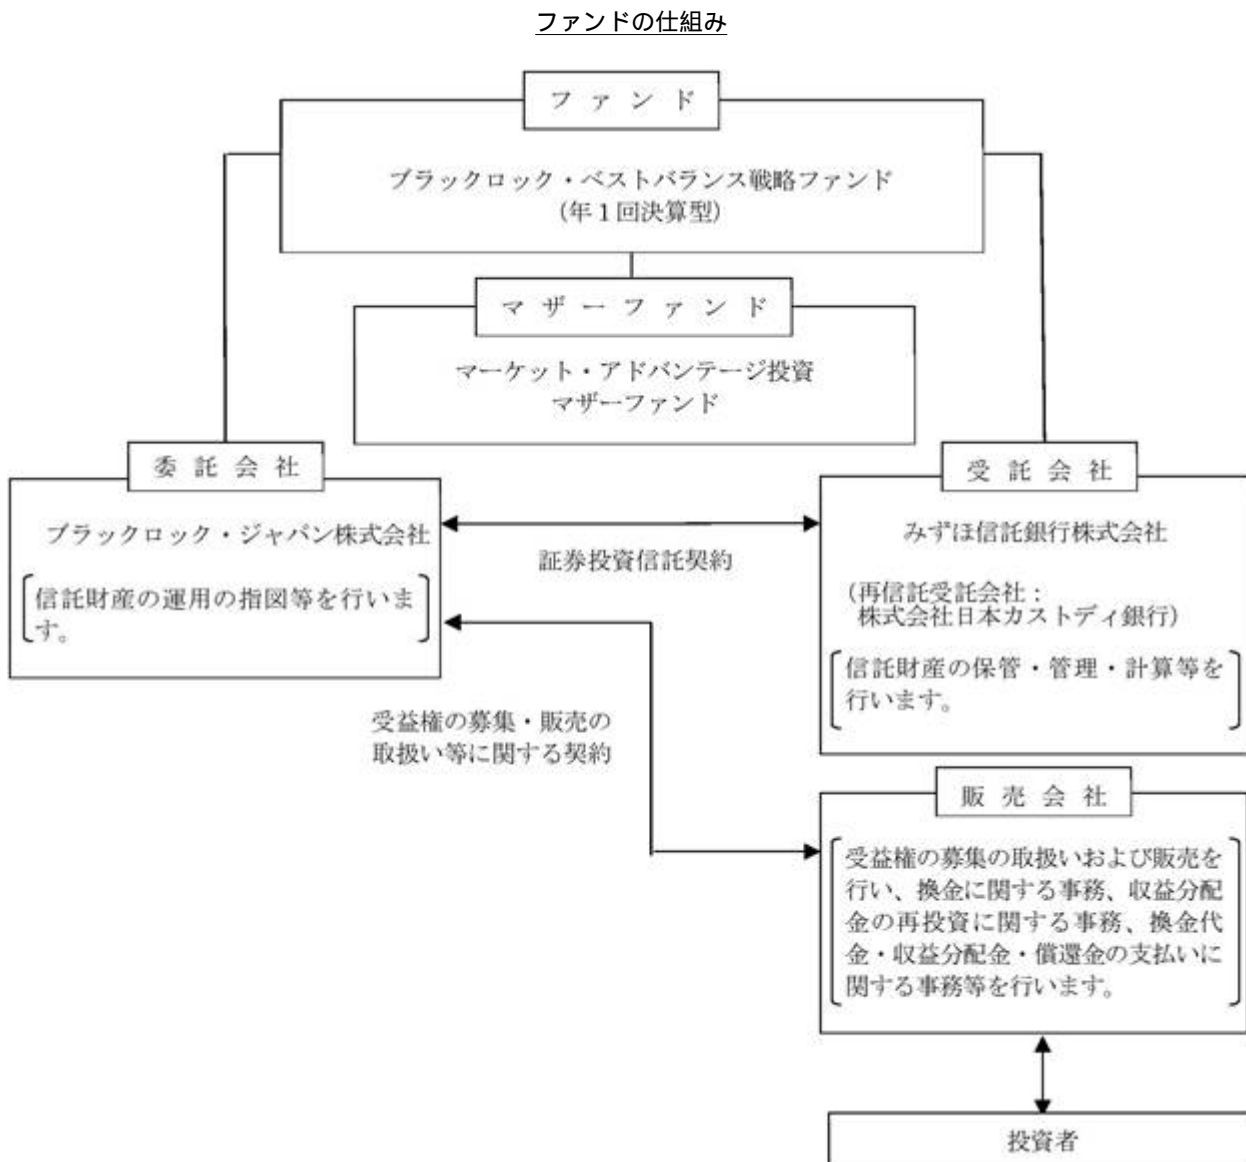 ファンドの仕組み
ファンド
ブラックロック・ベストバランス戦略ファンド
（年１回決算型）
マザーファンド
マーケット・アドバンテージ投資
マザーファンド
委託会社
ブラックロック・ジャパン株式会社
信託財産の運用の指図等を行いま
す。
証券投資信託契約
受託会社
みずほ信託銀行株式会社
（再信託受託会社：
株式会社日本カストディ銀行）
信託財産の保管・管理・計算等を
行います。
受益権の募集・販売の
取扱い等に関する契約
販売会社
受益権の募集の取扱いおよび販売を
行い、換金に関する事務、収益分配
金の再投資に関する事務、換金代
金・収益分配金・償還金の支払いに
関する事務等を行います。
投資者